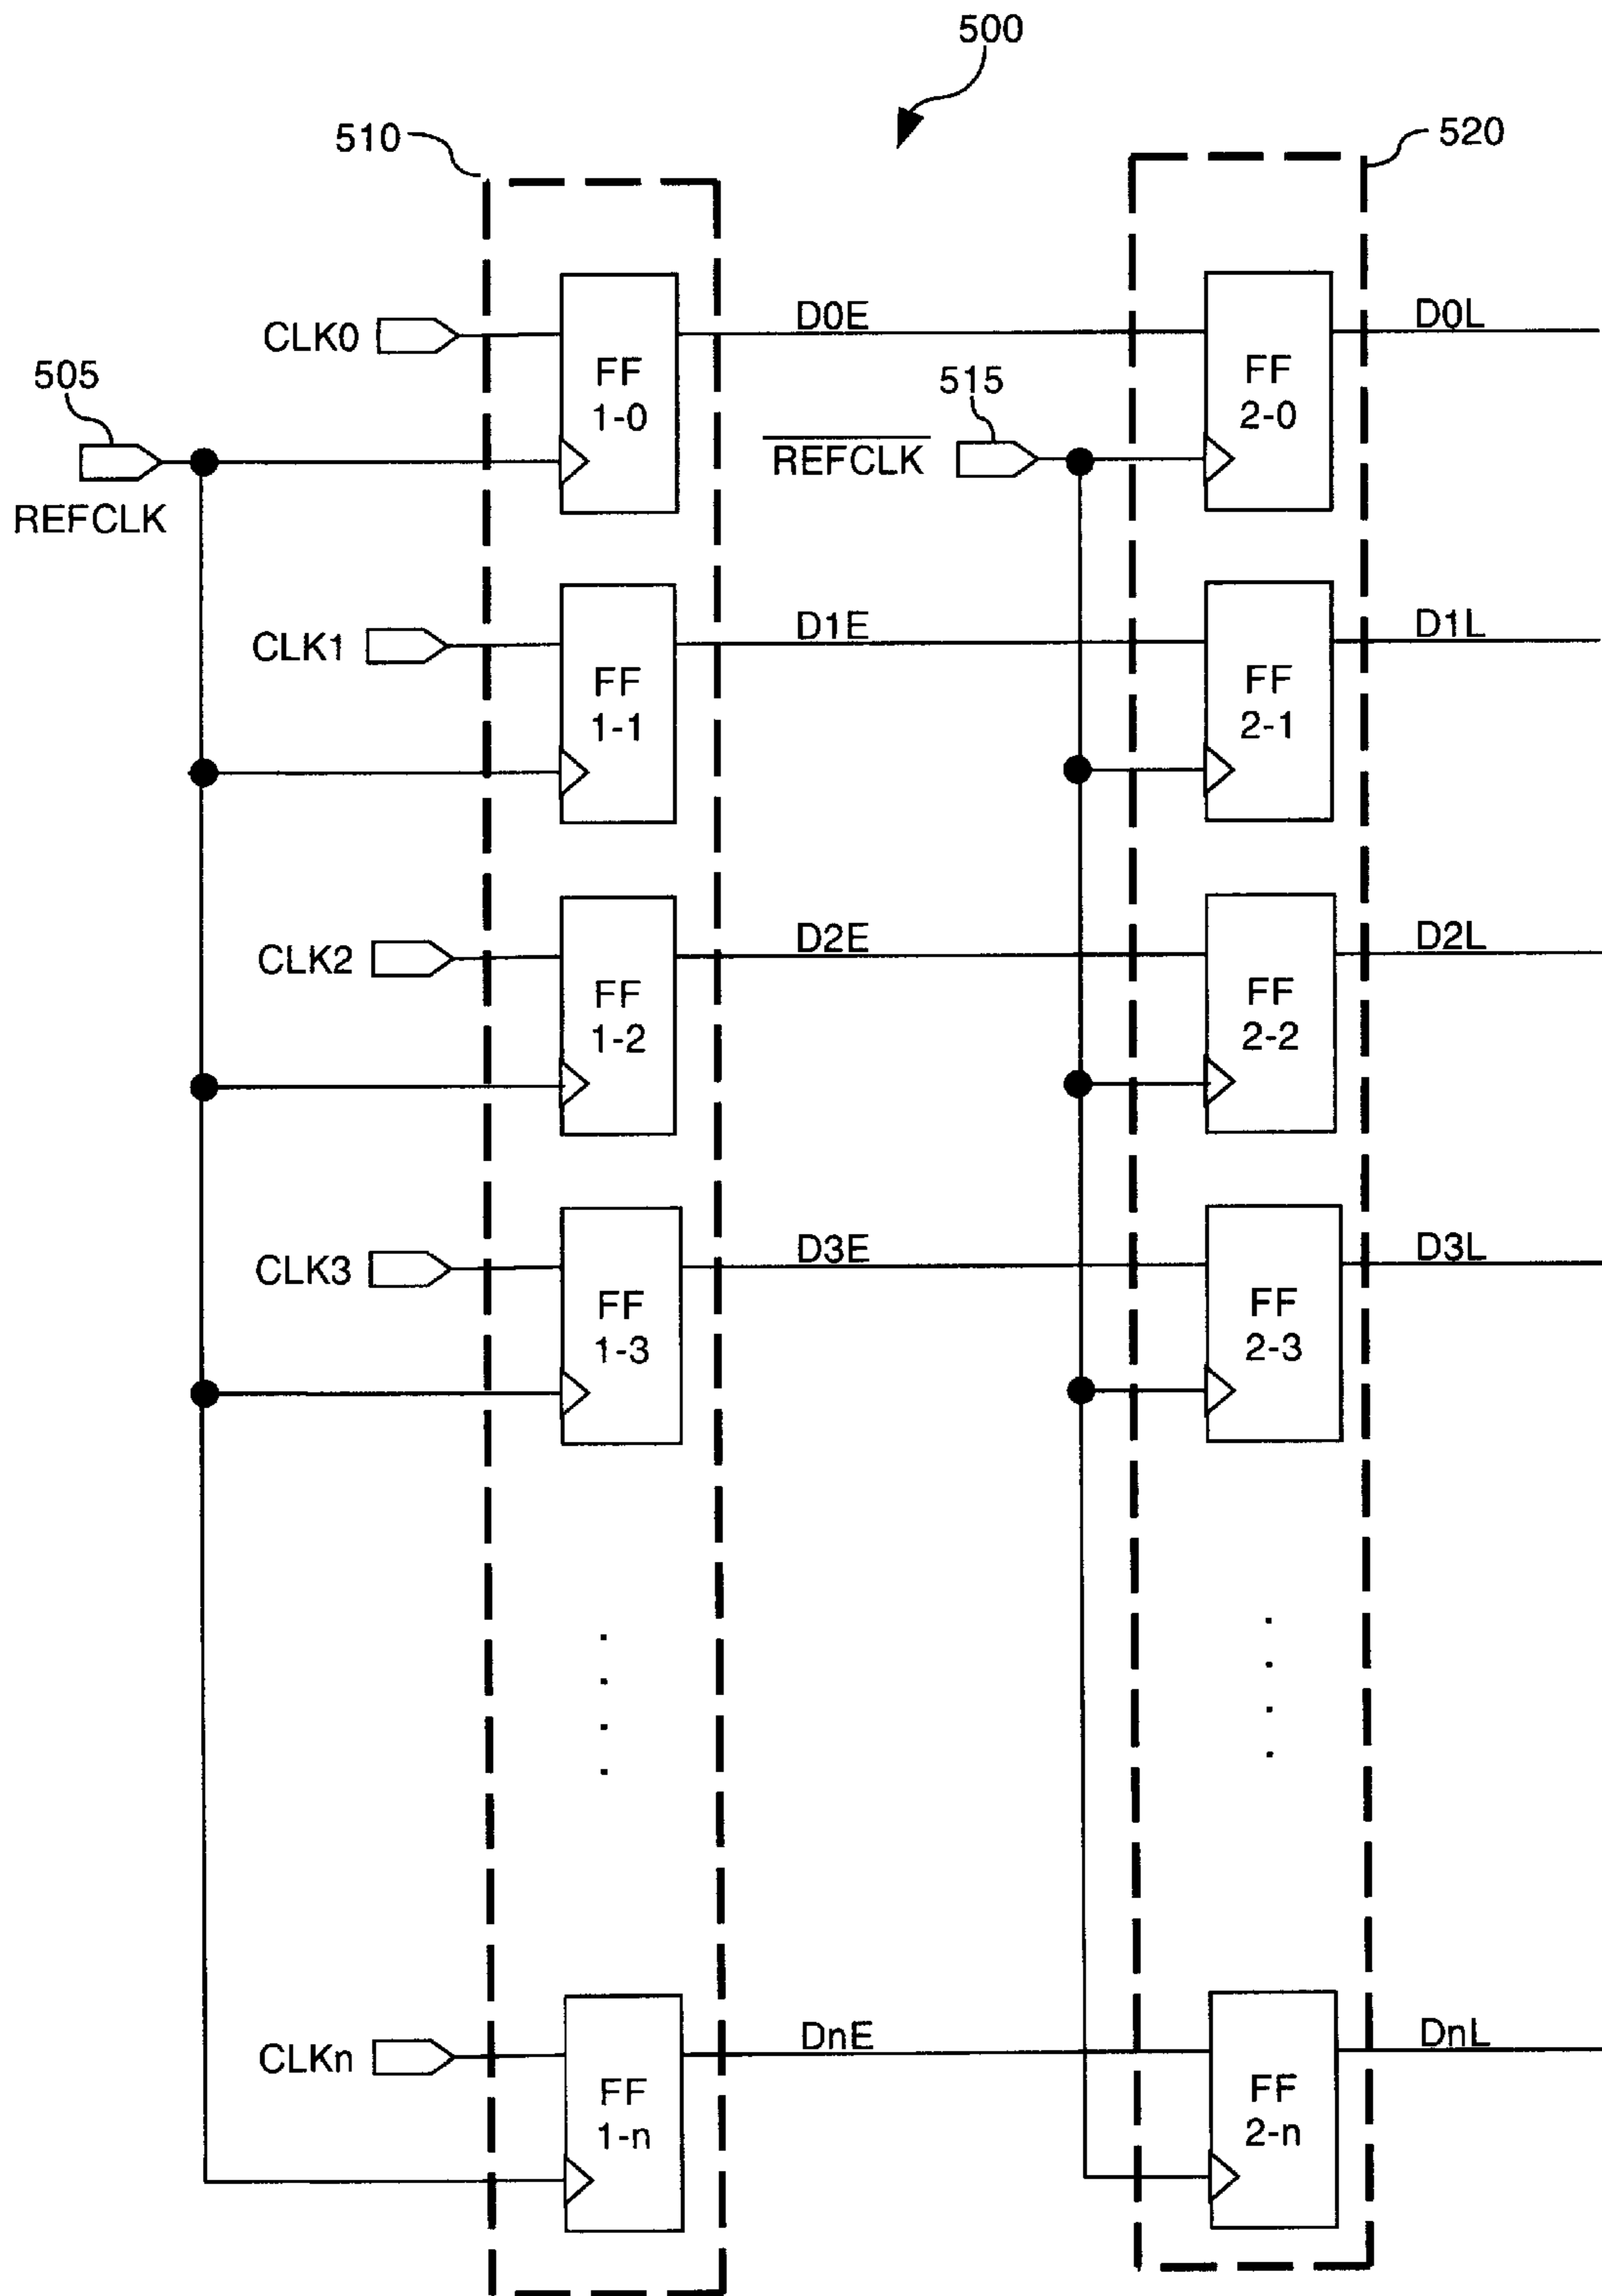 500
510
520
CLK0
FF
1-0
D0E
FF
2-0
D0L
505
REFCLK
515
REFCLK
CLK1
FF
1-1
D1E
FF
2-1
D1L
CLK2
FF
1-2
D2E
FF
2-2
D2L
CLK3
FF
1-3
D3E
FF
2-3
D3L
CLKn
FF
1-n
DnE
FF
2-n
DnL